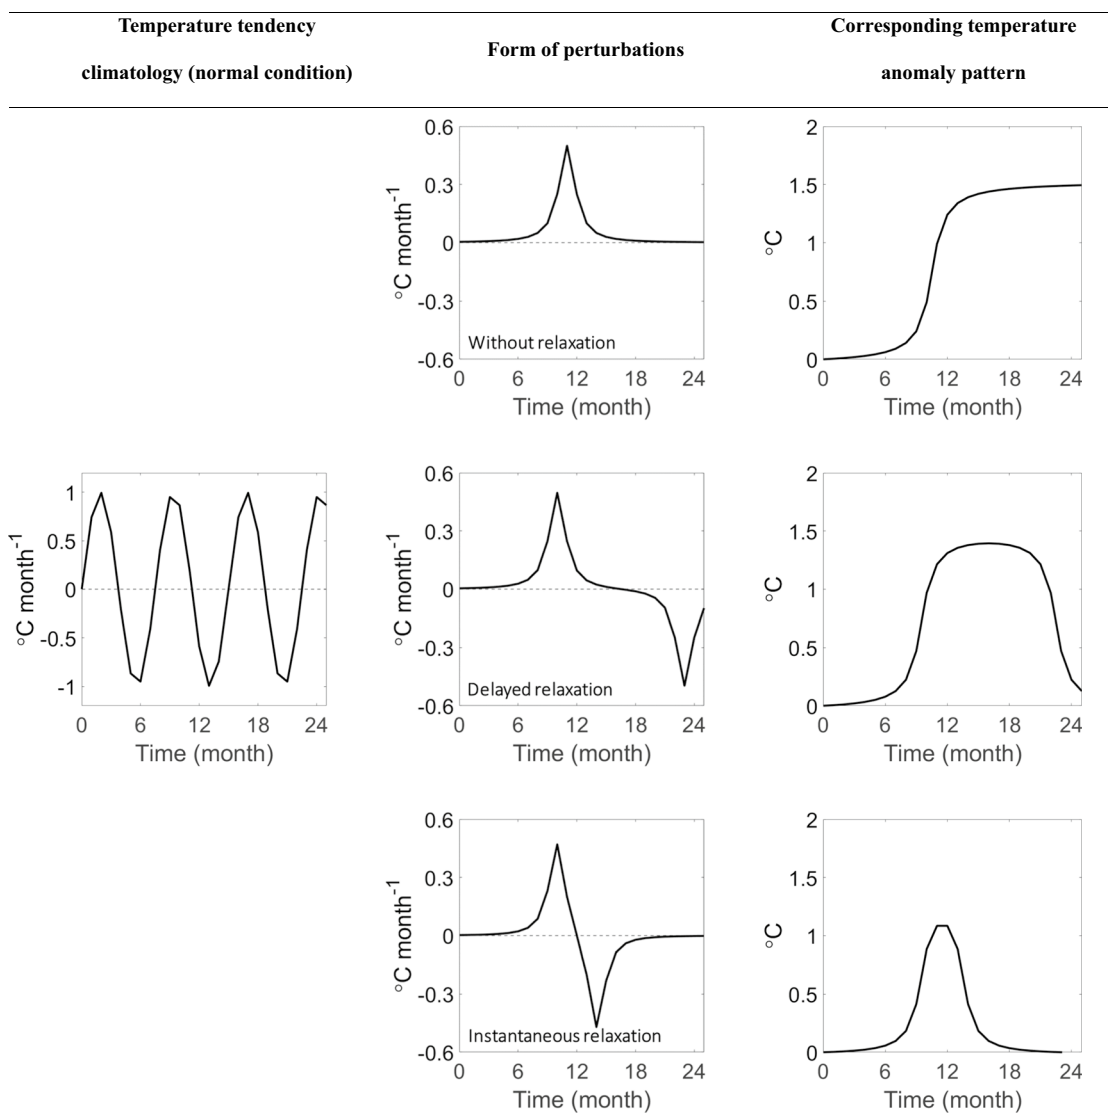 Temperature tendency
climatology (normal condition)
Form of perturbations
Corresponding temperature
anomaly pattern
0.6
0.3
0
-0.3
-0.6
°C month⁻¹
Without relaxation
0 6 12 18 24
Time (month)
2
1.5
1
0.5
0
°C
0 6 12 18 24
Time (month)
1
0.5
0
-0.5
-1
°C month⁻¹
0 6 12 18 24
Time (month)
0.6
0.3
0
-0.3
-0.6
°C month⁻¹
Delayed relaxation
0 6 12 18 24
Time (month)
2
1.5
1
0.5
0
°C
0 6 12 18 24
Time (month)
0.6
0.3
0
-0.3
-0.6
°C month⁻¹
Instantaneous relaxation
0 6 12 18 24
Time (month)
2
1.5
1
0.5
0
°C
0 6 12 18 24
Time (month)